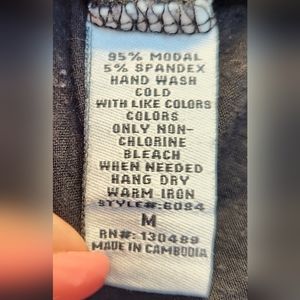 95% MODAL
5% SPANDEX
HAND WASH
COLD
WITH LIKE COLORS
COLORS
ONLY NON-
CHLORINE
BLEACH
WHEN NEEDED
HANG DRY
WARM IRON
STYLE#:6084
M
RN#: 130489
MADE IN CAMBODIA